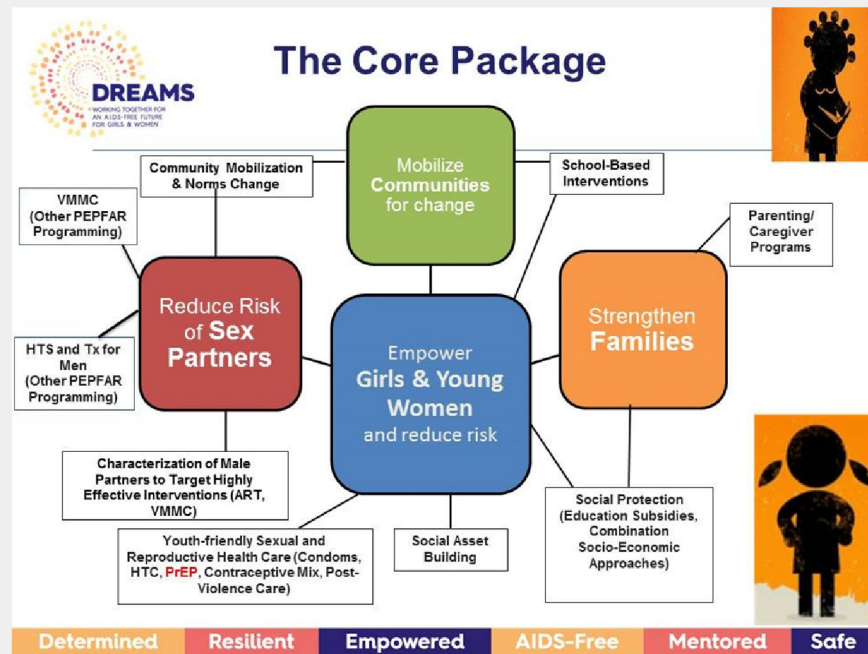 The Core Package
DREAMS
WORKING TOGETHER FOR
AN AIDS-FREE FUTURE
FOR GIRLS & WOMEN
Mobilize
Communities
for change
Community Mobilization
& Norms Change
School-Based
Interventions
VMMC
(Other PEPFAR
Programming)
Parenting/
Caregiver
Programs
Reduce Risk
of Sex
Partners
Strengthen
Families
Empower
Girls & Young
Women
and reduce risk
HTS and Tx for
Men
(Other PEPFAR
Programming)
Characterization of Male
Partners to Target Highly
Effective Interventions (ART,
VMMC)
Youth-friendly Sexual and
Reproductive Health Care (Condoms,
HTC, PrEP, Contraceptive Mix, Post-
Violence Care)
Social Asset
Building
Social Protection
(Education Subsidies,
Combination
Socio-Economic
Approaches)
Determined Resilient Empowered AIDS-Free Mentored Safe